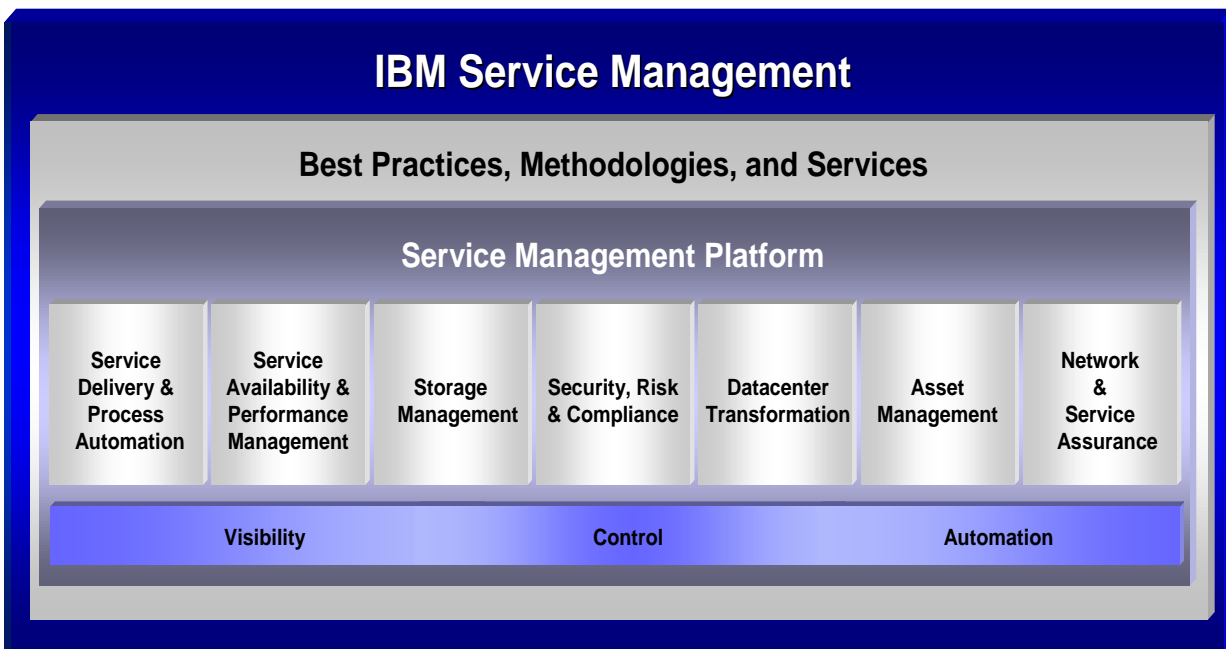 IBM Service Management
Best Practices, Methodologies, and Services
Service Management Platform
Service
Delivery &
Process
Automation
Service
Availability &
Performance
Management
Storage
Management
Security, Risk
& Compliance
Datacenter
Transformation
Asset
Management
Network
&
Service
Assurance
Visibility
Control
Automation